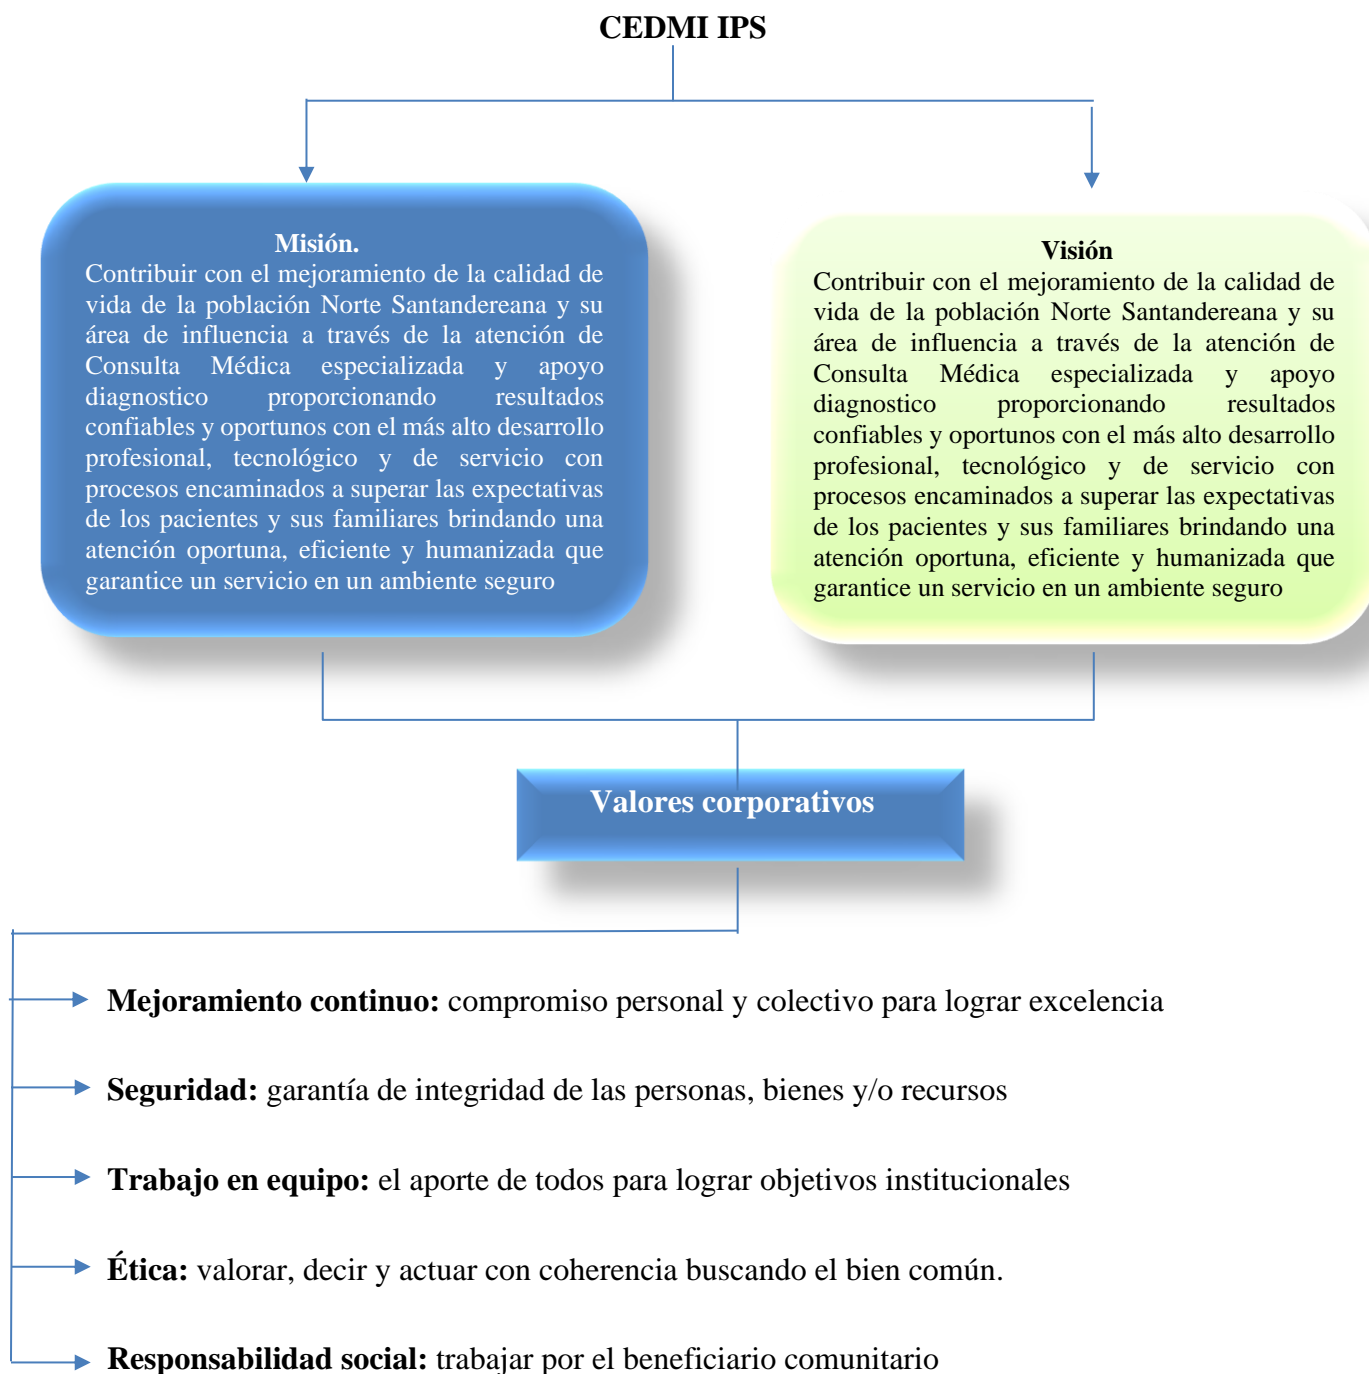 CEDMI IPS
Misión.
Contribuir con el mejoramiento de la calidad de
vida de la población Norte Santandereana y su
área de influencia a través de la atención de
Consulta Médica especializada y apoyo
diagnostico proporcionando resultados
confiables y oportunos con el más alto desarrollo
profesional, tecnológico y de servicio con
procesos encaminados a superar las expectativas
de los pacientes y sus familiares brindando una
atención oportuna, eficiente y humanizada que
garantice un servicio en un ambiente seguro
Visión
Contribuir con el mejoramiento de la calidad de
vida de la población Norte Santandereana y su
área de influencia a través de la atención de
Consulta Médica especializada y apoyo
diagnostico proporcionando resultados
confiables y oportunos con el más alto desarrollo
profesional, tecnológico y de servicio con
procesos encaminados a superar las expectativas
de los pacientes y sus familiares brindando una
atención oportuna, eficiente y humanizada que
garantice un servicio en un ambiente seguro
Valores corporativos
Mejoramiento continuo: compromiso personal y colectivo para lograr excelencia
Seguridad: garantía de integridad de las personas, bienes y/o recursos
Trabajo en equipo: el aporte de todos para lograr objetivos institucionales
Ética: valorar, decir y actuar con coherencia buscando el bien común.
Responsabilidad social: trabajar por el beneficiario comunitario